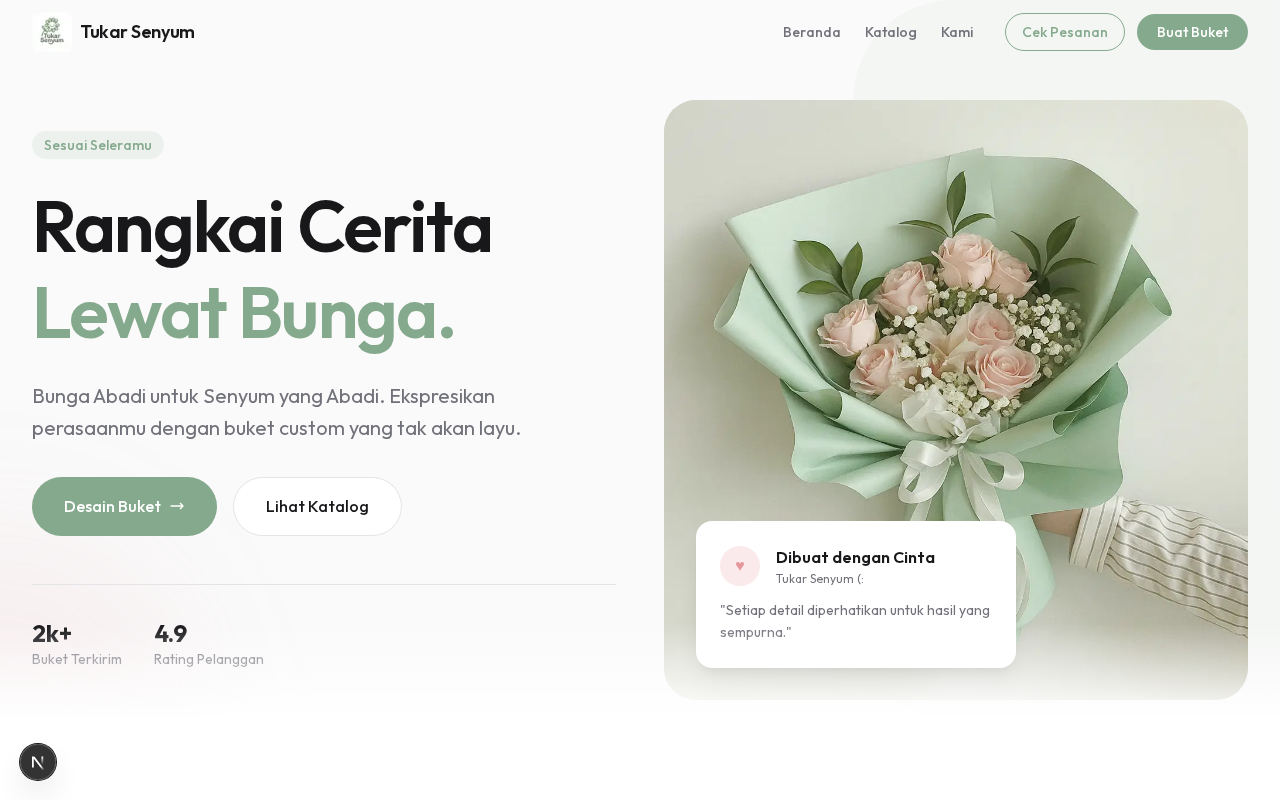 Tukar
Senyum
Tukar Senyum
Beranda
Katalog
Kami
Cek Pesanan
Buat Buket
Sesuai Seleramu
Rangkai Cerita
Lewat Bunga.
Bunga Abadi untuk Senyum yang Abadi. Ekspresikan
perasaanmu dengan buket custom yang tak akan layu.
Desain Buket →
Lihat Katalog
2k+
Buket Terkirim
4.9
Rating Pelanggan
♥
Dibuat dengan Cinta
Tukar Senyum (:
"Setiap detail diperhatikan untuk hasil yang
sempurna."
N